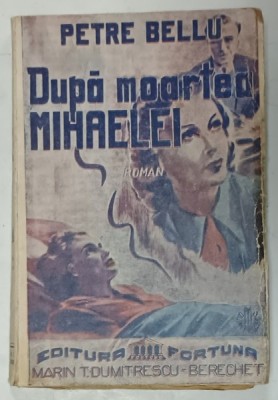 PETRE BELLU
După moartea
MIHAELEI
ROMAN
EDITURA FORTUNA
MARIN T. DUMITRESCU - BERECHET